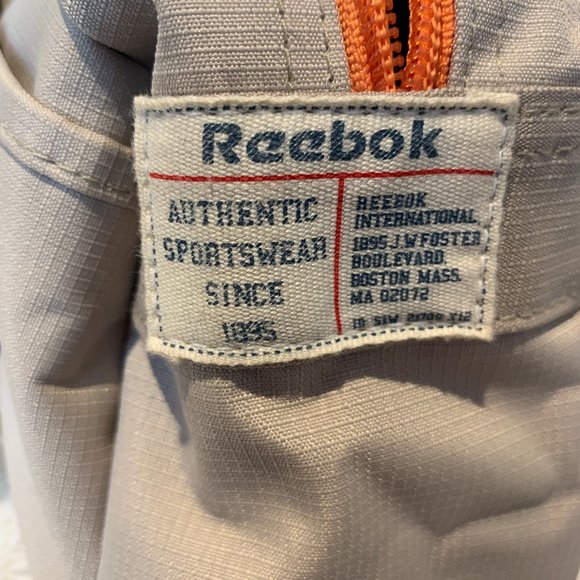 Reebok
AUTHENTIC
SPORTSWEAR
SINCE
1895
REEBOK
INTERNATIONAL,
1895 J W FOSTER
BOULEVARD.
BOSTON MASS.
MA 02072